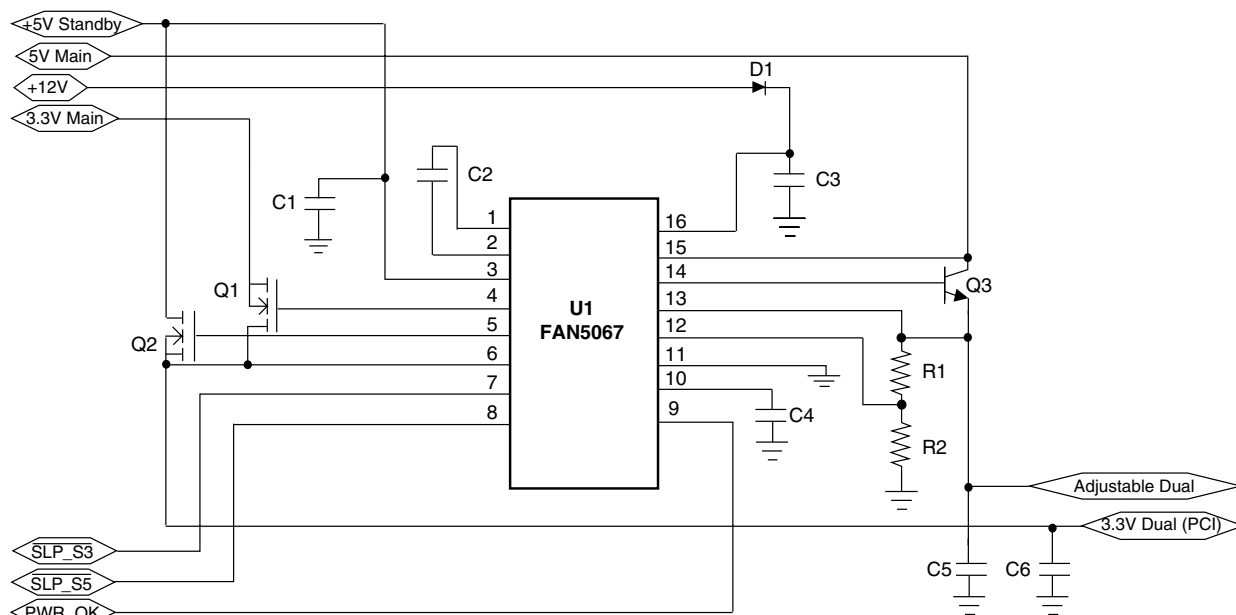 +5V Standby
5V Main
+12V
3.3V Main
D1
C1
C2
C3
1
2
3
4
5
6
7
8
U1
FAN5067
16
15
14
13
12
11
10
9
Q1
Q2
Q3
R1
R2
C4
Adjustable Dual
3.3V Dual (PCI)
C5
C6
SLP_S3
SLP_S5
PWR_OK